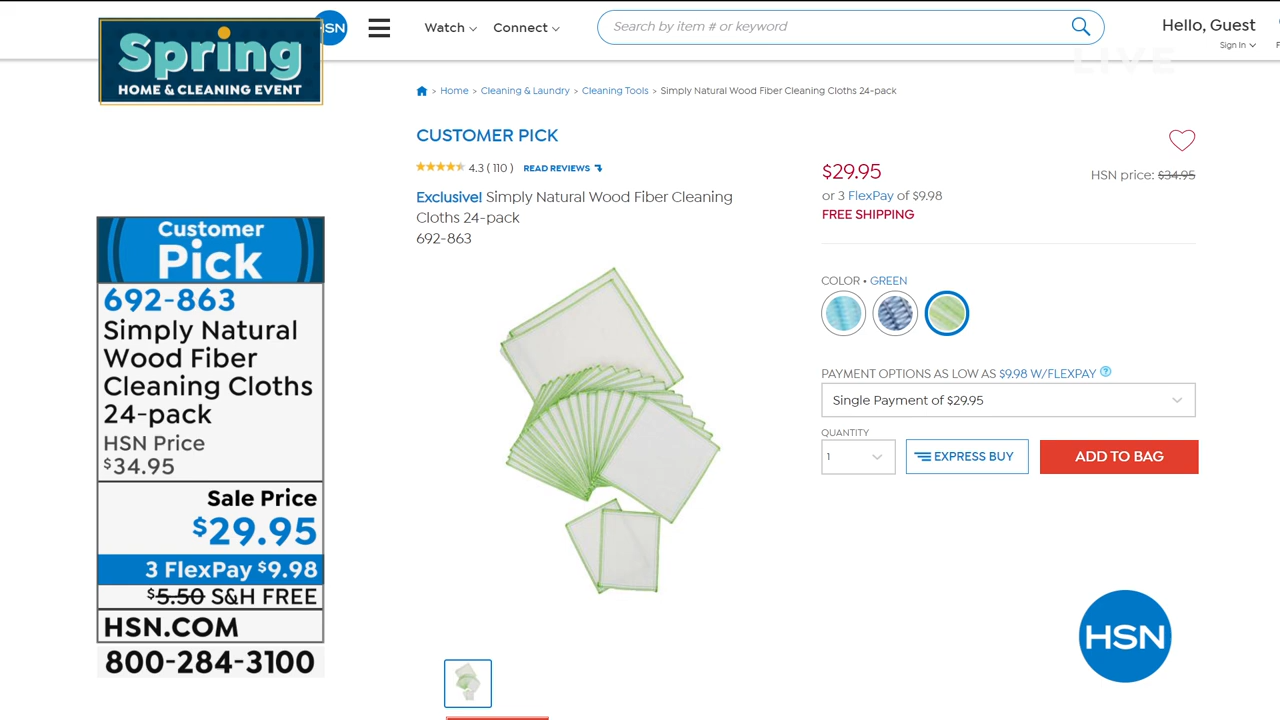 Spring
HOME & CLEANING EVENT
HSN
Watch
Connect
Search by item # or keyword
Hello, Guest
Sign In
LIVE
> Home > Cleaning & Laundry > Cleaning Tools > Simply Natural Wood Fiber Cleaning Cloths 24-pack
CUSTOMER PICK
4.3 ( 110 ) READ REVIEWS
Exclusive! Simply Natural Wood Fiber Cleaning
Cloths 24-pack
692-863
$29.95
HSN price: $34.95
or 3 FlexPay of $9.98
FREE SHIPPING
COLOR • GREEN
PAYMENT OPTIONS AS LOW AS $9.98 W/FLEXPAY ?
Single Payment of $29.95
QUANTITY
1
EXPRESS BUY
ADD TO BAG
Customer
Pick
692-863
Simply Natural
Wood Fiber
Cleaning Cloths
24-pack
HSN Price
$34.95
Sale Price
$29.95
3 FlexPay $9.98
$5.50 S&H FREE
HSN.COM
800-284-3100
HSN